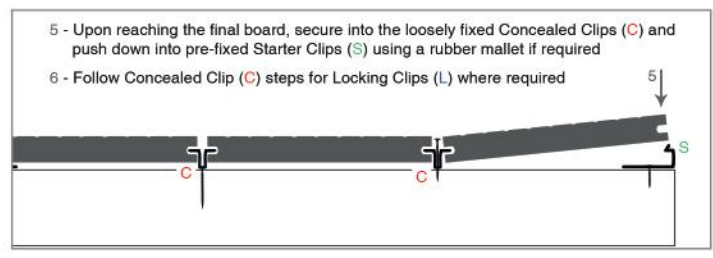 5 - Upon reaching the final board, secure into the loosely fixed Concealed Clips (C) and
push down into pre-fixed Starter Clips (S) using a rubber mallet if required
6 - Follow Concealed Clip (C) steps for Locking Clips (L) where required
5
S
C
C